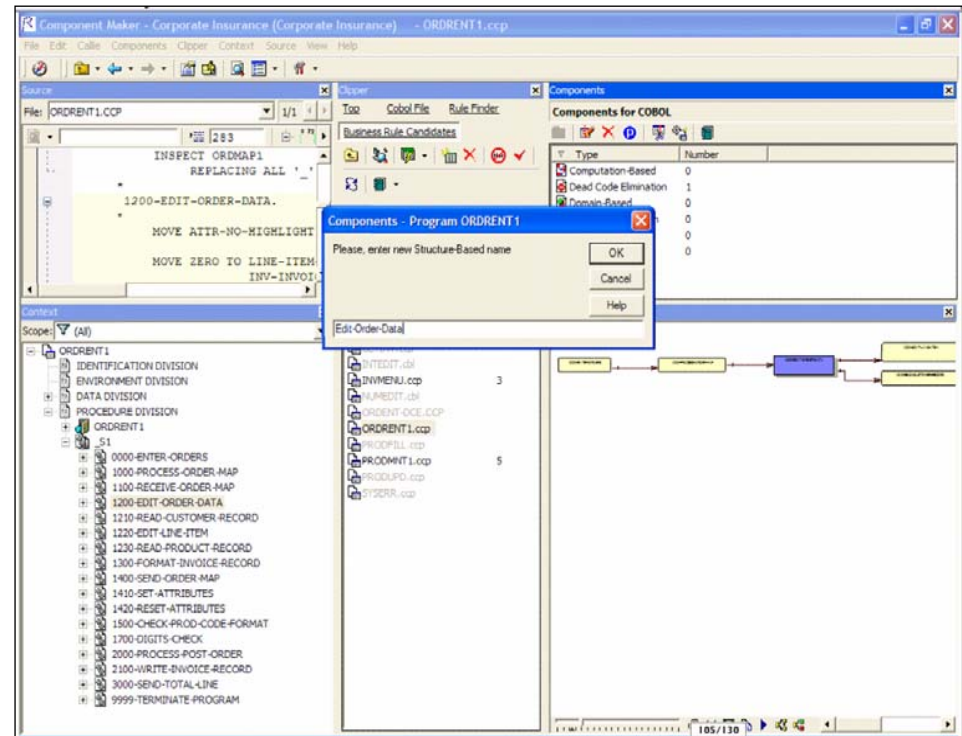 Component Maker - Corporate Insurance (Corporate Insurance) - ORDRENT1.ccp
File Edit Callie Components Clipper Context Source View Help
Source
File: ORDRENT1.CCP
1/1
283
INSPECT ORDMAP1
REPLACING ALL '_'
*
1200-EDIT-ORDER-DATA.
*
MOVE ATTR-NO-HIGHLIGHT
MOVE ZERO TO LINE-ITEM
INV-INVOI
Clipper
Top Cobol File Rule Finder
Business Rule Candidates
Components
Components for COBOL
Type Number
Computation-Based 0
Dead Code Elimination 1
Domain-Based 0
0
0
Components - Program ORDRENT1
Please, enter new Structure-Based name
OK
Cancel
Help
Edit-Order-Data
Context
Scope: (All)
ORDRENT1
IDENTIFICATION DIVISION
ENVIRONMENT DIVISION
DATA DIVISION
PROCEDURE DIVISION
ORDRENT1
_S1
0000-ENTER-ORDERS
1000-PROCESS-ORDER-MAP
1100-RECEIVE-ORDER-MAP
1200-EDIT-ORDER-DATA
1210-READ-CUSTOMER-RECORD
1220-EDIT-LINE-ITEM
1230-READ-PRODUCT-RECORD
1300-FORMAT-INVOICE-RECORD
1400-SEND-ORDER-MAP
1410-SET-ATTRIBUTES
1420-RESET-ATTRIBUTES
1500-CHECK-PROD-CODE-FORMAT
1700-DIGITS-CHECK
2000-PROCESS-POST-ORDER
2100-WRITE-INVOICE-RECORD
3000-SEND-TOTAL-LINE
9999-TERMINATE-PROGRAM
INTEDIT.cbl
INVMENU.ccp 3
NUMEDIT.cbl
ORDENT-DCE.CCP
ORDRENT1.ccp
PRODFILL.ccp
PRODMNT1.ccp 5
PRODUPD.ccp
SYSERR.ccp
105/130